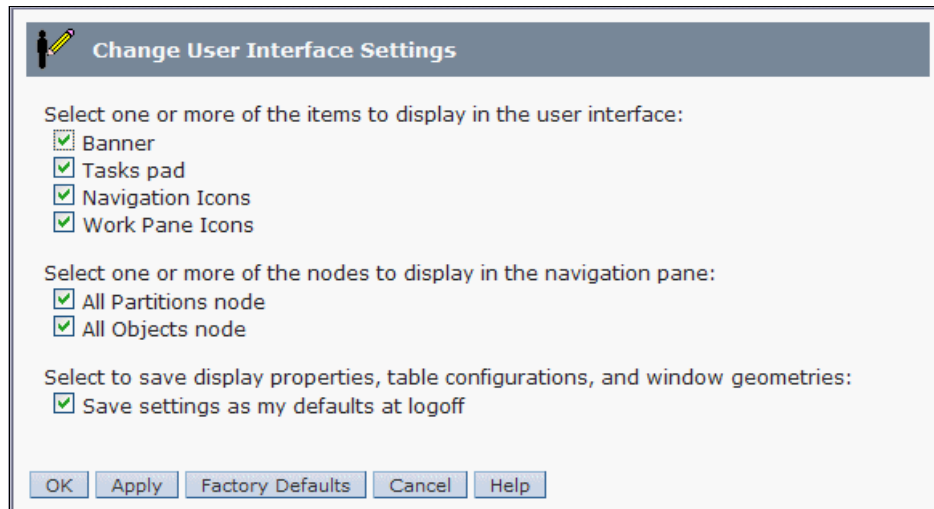 Change User Interface Settings
Select one or more of the items to display in the user interface:
Banner
Tasks pad
Navigation Icons
Work Pane Icons
Select one or more of the nodes to display in the navigation pane:
All Partitions node
All Objects node
Select to save display properties, table configurations, and window geometries:
Save settings as my defaults at logoff
OK Apply Factory Defaults Cancel Help